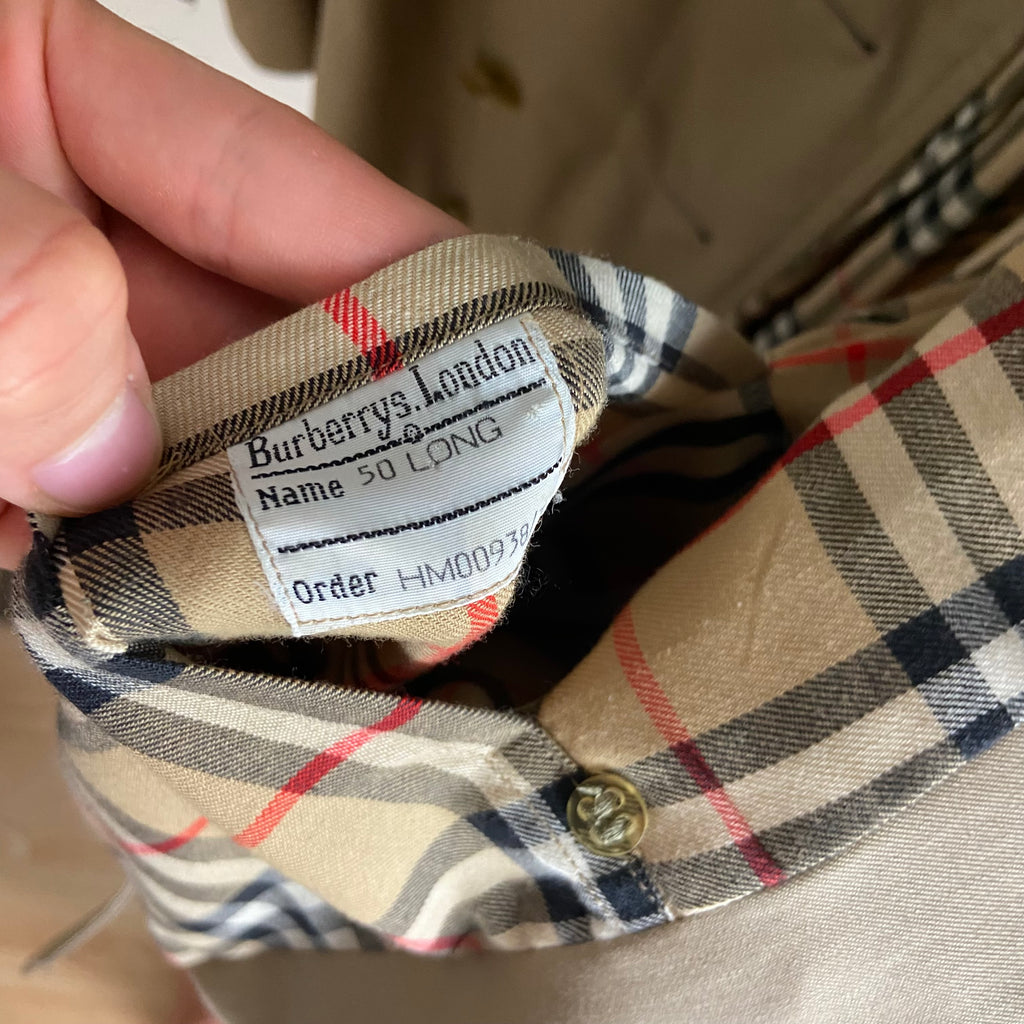 Burberrys. London
Name 50 LONG
Order HM00938/